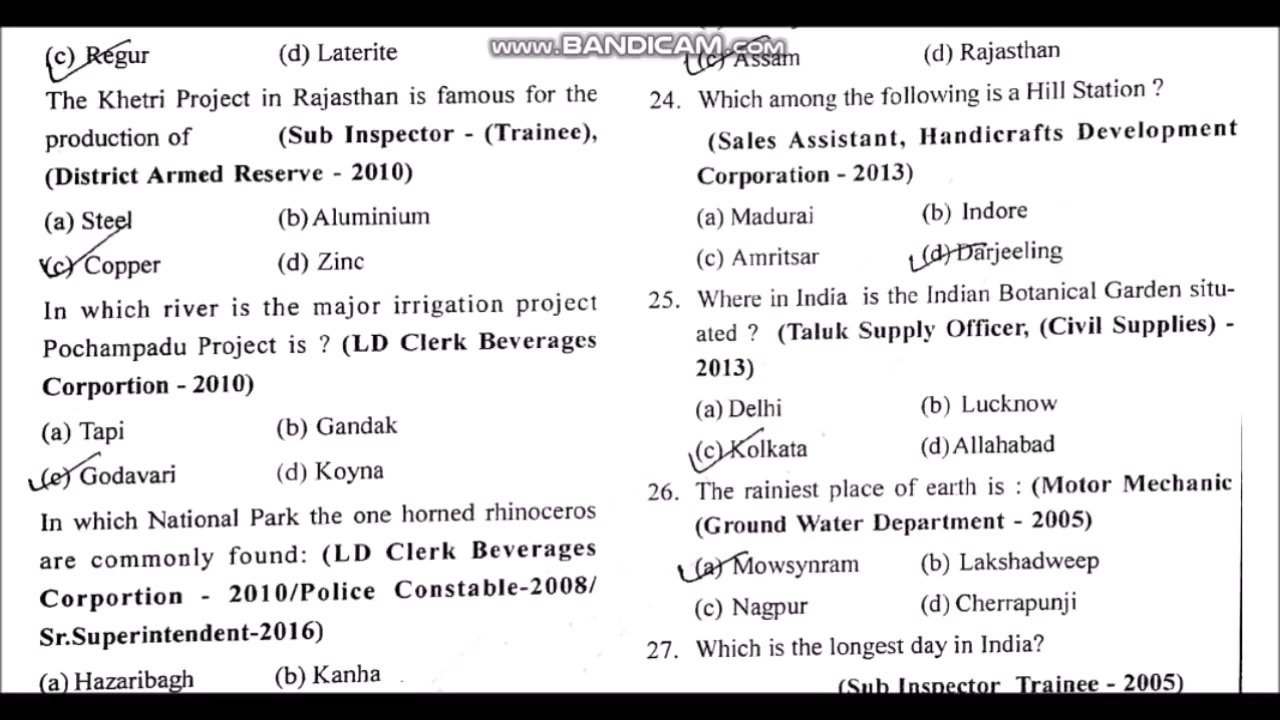 www.BANDICAM.com
(c) Regur (d) Laterite
The Khetri Project in Rajasthan is famous for the
production of (Sub Inspector - (Trainee),
(District Armed Reserve - 2010)
(a) Steel (b) Aluminium
(c) Copper (d) Zinc
In which river is the major irrigation project
Pochampadu Project is ? (LD Clerk Beverages
Corportion - 2010)
(a) Tapi (b) Gandak
(c) Godavari (d) Koyna
In which National Park the one horned rhinoceros
are commonly found: (LD Clerk Beverages
Corportion - 2010/Police Constable-2008/
Sr.Superintendent-2016)
(a) Hazaribagh (b) Kanha
(c) Assam (d) Rajasthan
24. Which among the following is a Hill Station ?
(Sales Assistant, Handicrafts Development
Corporation - 2013)
(a) Madurai (b) Indore
(c) Amritsar (d) Darjeeling
25. Where in India is the Indian Botanical Garden situ-
ated ? (Taluk Supply Officer, (Civil Supplies) -
2013)
(a) Delhi (b) Lucknow
(c) Kolkata (d) Allahabad
26. The rainiest place of earth is : (Motor Mechanic
(Ground Water Department - 2005)
(a) Mowsynram (b) Lakshadweep
(c) Nagpur (d) Cherrapunji
27. Which is the longest day in India?
(Sub Inspector Trainee - 2005)